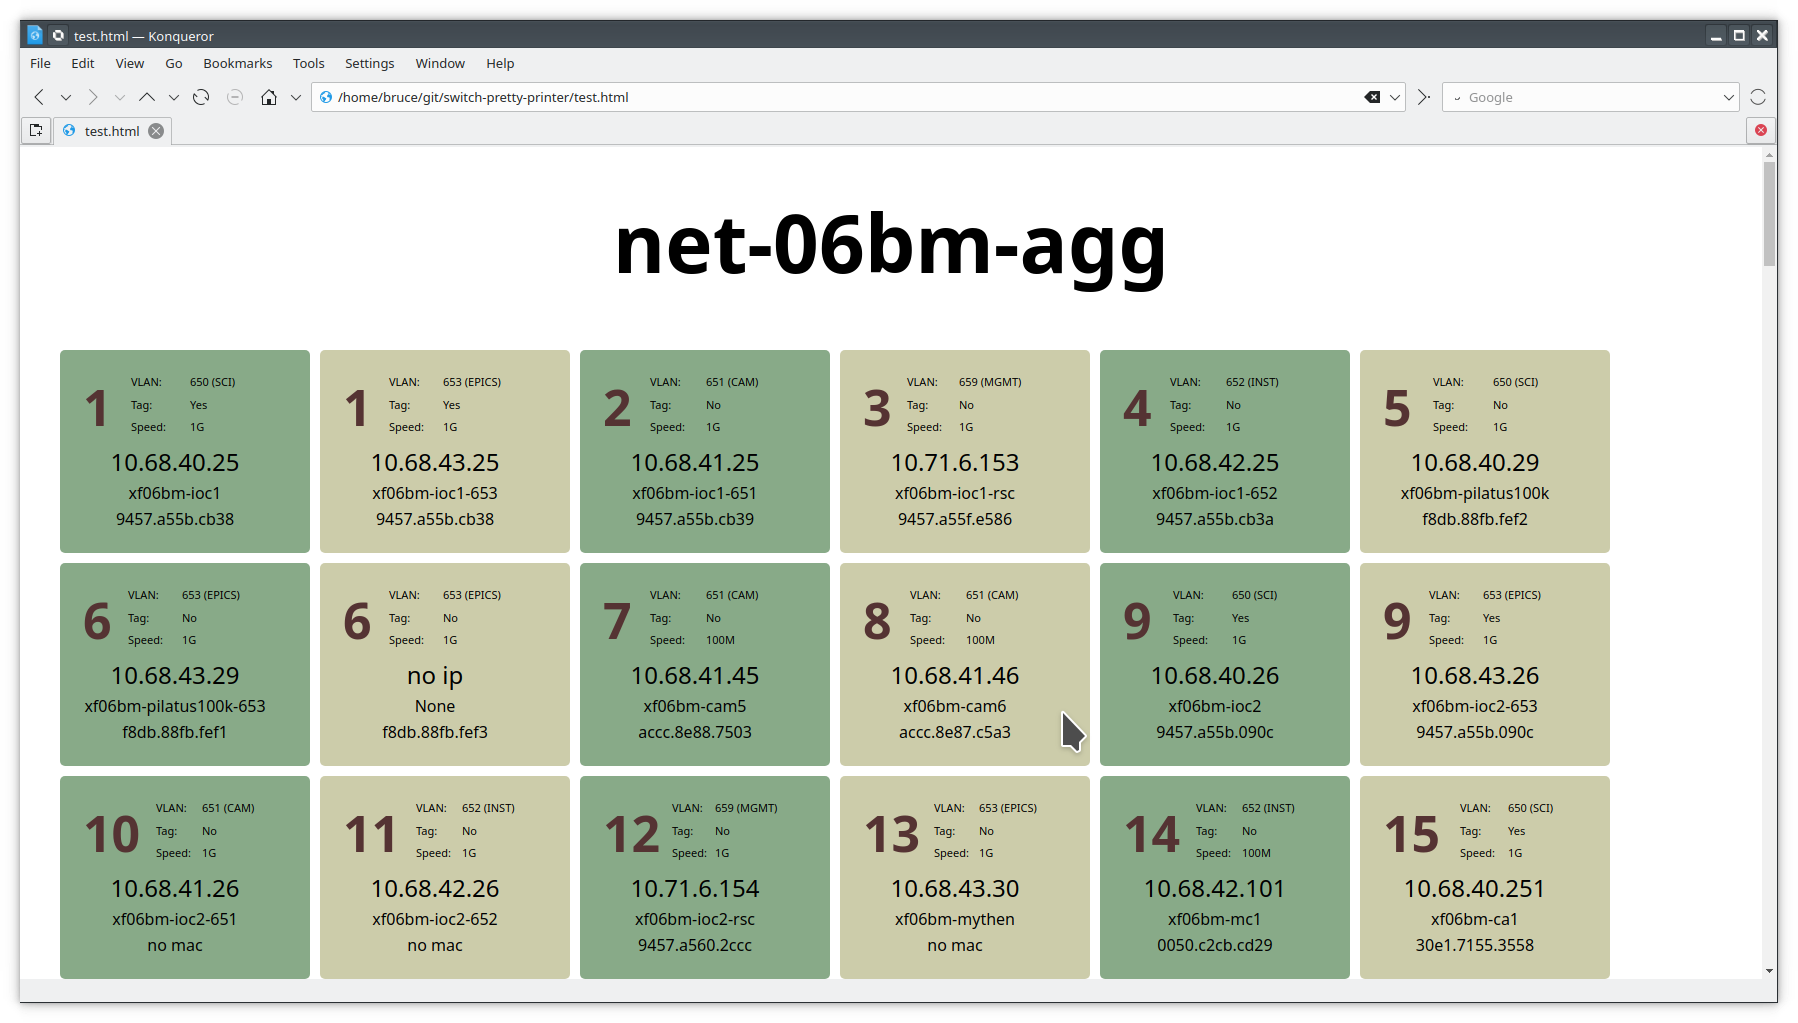 test.html — Konqueror
File Edit View Go Bookmarks Tools Settings Window Help
/home/bruce/git/switch-pretty-printer/test.html Google
test.html
net-06bm-agg
1 VLAN: 650 (SCI)
Tag: Yes
Speed: 1G
10.68.40.25
xf06bm-ioc1
9457.a55b.cb38
1 VLAN: 653 (EPICS)
Tag: Yes
Speed: 1G
10.68.43.25
xf06bm-ioc1-653
9457.a55b.cb38
2 VLAN: 651 (CAM)
Tag: No
Speed: 1G
10.68.41.25
xf06bm-ioc1-651
9457.a55b.cb39
3 VLAN: 659 (MGMT)
Tag: No
Speed: 1G
10.71.6.153
xf06bm-ioc1-rsc
9457.a55f.e586
4 VLAN: 652 (INST)
Tag: No
Speed: 1G
10.68.42.25
xf06bm-ioc1-652
9457.a55b.cb3a
5 VLAN: 650 (SCI)
Tag: No
Speed: 1G
10.68.40.29
xf06bm-pilatus100k
f8db.88fb.fef2
6 VLAN: 653 (EPICS)
Tag: No
Speed: 1G
10.68.43.29
xf06bm-pilatus100k-653
f8db.88fb.fef1
6 VLAN: 653 (EPICS)
Tag: No
Speed: 1G
no ip
None
f8db.88fb.fef3
7 VLAN: 651 (CAM)
Tag: No
Speed: 100M
10.68.41.45
xf06bm-cam5
accc.8e88.7503
8 VLAN: 651 (CAM)
Tag: No
Speed: 100M
10.68.41.46
xf06bm-cam6
accc.8e87.c5a3
9 VLAN: 650 (SCI)
Tag: Yes
Speed: 1G
10.68.40.26
xf06bm-ioc2
9457.a55b.090c
9 VLAN: 653 (EPICS)
Tag: Yes
Speed: 1G
10.68.43.26
xf06bm-ioc2-653
9457.a55b.090c
10 VLAN: 651 (CAM)
Tag: No
Speed: 1G
10.68.41.26
xf06bm-ioc2-651
no mac
11 VLAN: 652 (INST)
Tag: No
Speed: 1G
10.68.42.26
xf06bm-ioc2-652
no mac
12 VLAN: 659 (MGMT)
Tag: No
Speed: 1G
10.71.6.154
xf06bm-ioc2-rsc
9457.a560.2ccc
13 VLAN: 653 (EPICS)
Tag: No
Speed: 1G
10.68.43.30
xf06bm-mythen
no mac
14 VLAN: 652 (INST)
Tag: No
Speed: 100M
10.68.42.101
xf06bm-mc1
0050.c2cb.cd29
15 VLAN: 650 (SCI)
Tag: Yes
Speed: 1G
10.68.40.251
xf06bm-ca1
30e1.7155.3558